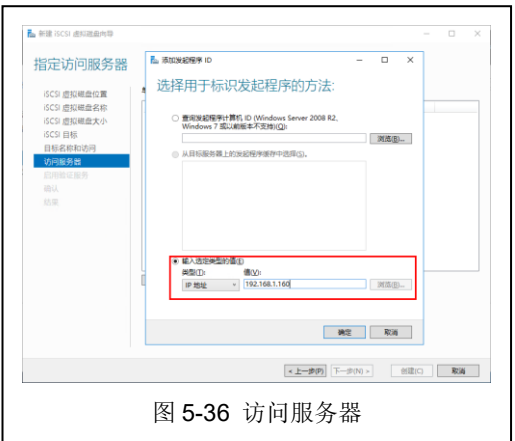 新建 iSCSI 虚拟磁盘向导
指定访问服务器
iSCSI 虚拟磁盘位置
iSCSI 虚拟磁盘名称
iSCSI 虚拟磁盘大小
iSCSI 目标
目标名称和访问
访问服务器
启用验证服务
确认
结果
添加发起程序 ID
选择用于标识发起程序的方法:
查询发起程序计算机 ID (Windows Server 2008 R2,
Windows 7 或以前版本不支持)(Q):
浏览(B)...
从目标服务器上的发起程序缓存中选择(S):
输入选定类型的值(E)
类型(T): 值(V):
IP 地址 192.168.1.160 浏览(B)...
确定 取消
< 上一步(P) 下一步(N) > 创建(C) 取消
图 5-36 访问服务器